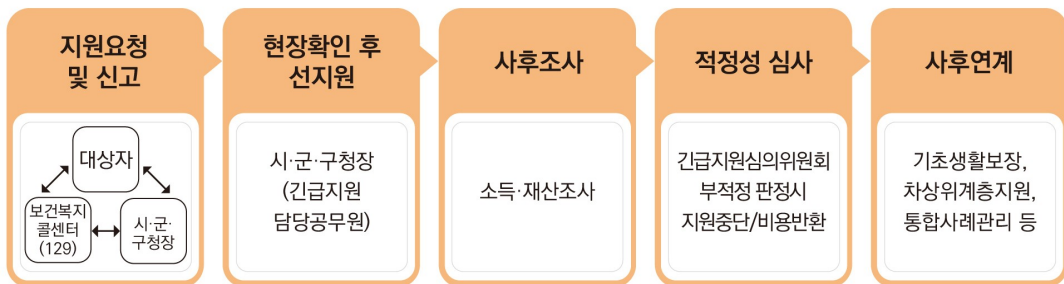 지원요청
및 신고
대상자
보건복지
콜센터
(129)
시·군·
구청장
현장확인 후
선지원
시·군·구청장
(긴급지원
담당공무원)
사후조사
소득·재산조사
적정성 심사
긴급지원심의위원회
부적정 판정시
지원중단/비용반환
사후연계
기초생활보장,
차상위계층지원,
통합사례관리 등